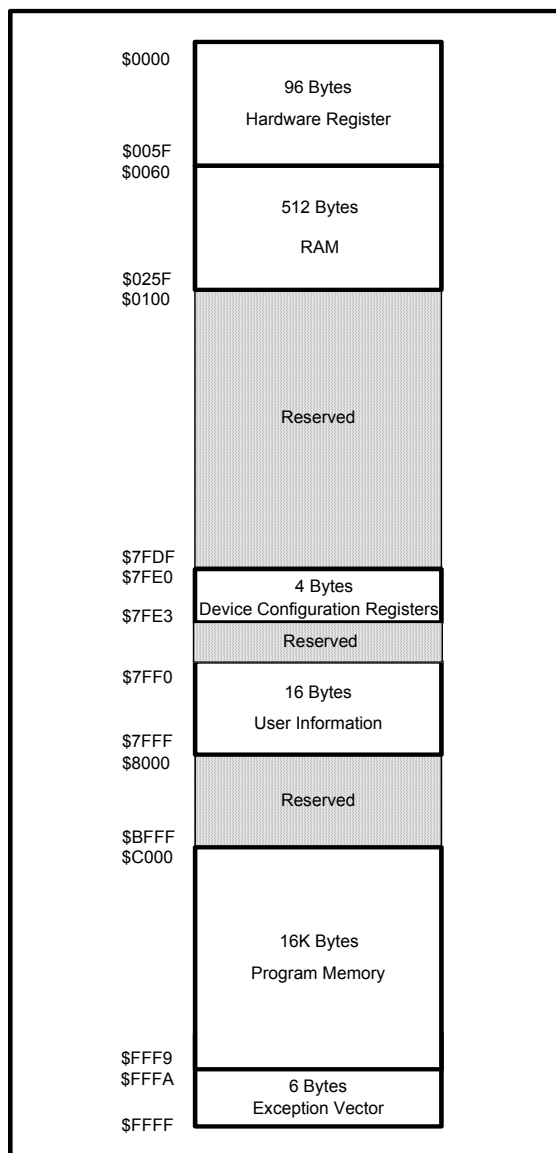 $0000
96 Bytes
Hardware Register
$005F
$0060
512 Bytes
RAM
$025F
$0100
Reserved
$7FDF
$7FE0
4 Bytes
Device Configuration Registers
$7FE3
Reserved
$7FF0
16 Bytes
User Information
$7FFF
$8000
Reserved
$BFFF
$C000
16K Bytes
Program Memory
$FFF9
$FFFA
6 Bytes
Exception Vector
$FFFF